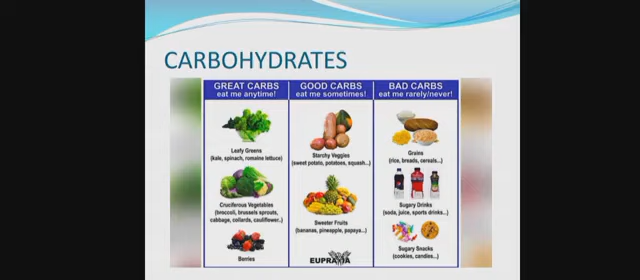 CARBOHYDRATES
GREAT CARBS
eat me anytime!
GOOD CARBS
eat me sometimes!
BAD CARBS
eat me rarely/never!
Leafy Greens
(kale, spinach, romaine lettuce)
Starchy Veggies
(sweet potato, potatoes, squash...)
Grains
(rice, breads, cereals...)
Cruciferous Vegetables
(broccoli, brussels sprouts,
cabbage, collards, cauliflower..)
Sweeter Fruits
(bananas, pineapple, papaya...)
Sugary Drinks
(soda, juice, sports drinks...)
Berries
Sugary Snacks
(cookies, candies...)